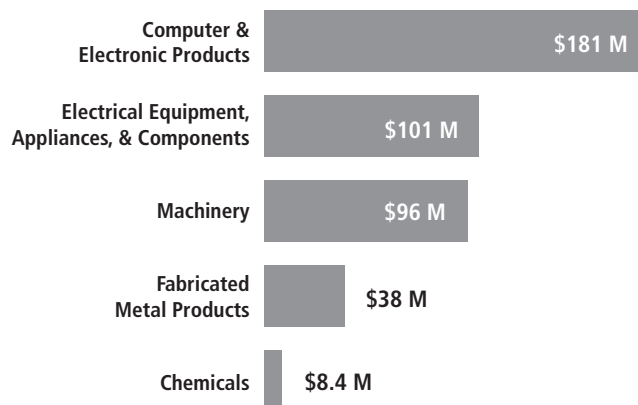 Computer &
Electronic Products
$181 M
Electrical Equipment,
Appliances, & Components
$101 M
Machinery
$96 M
Fabricated
Metal Products
$38 M
Chemicals
$8.4 M